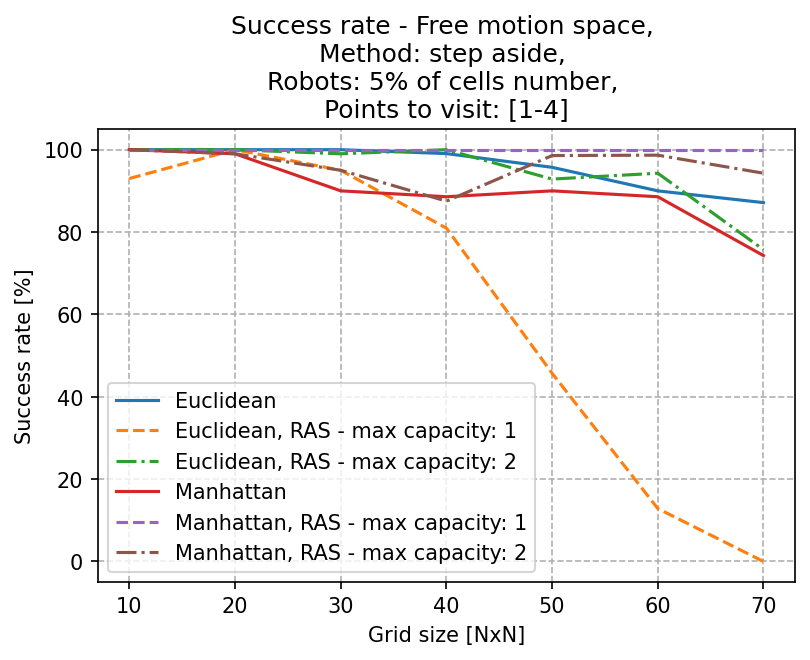 Success rate - Free motion space,
Method: step aside,
Robots: 5% of cells number,
Points to visit: [1-4]
100
80
60
40
20
0
Success rate [%]
Euclidean
Euclidean, RAS - max capacity: 1
Euclidean, RAS - max capacity: 2
Manhattan
Manhattan, RAS - max capacity: 1
Manhattan, RAS - max capacity: 2
10 20 30 40 50 60 70
Grid size [NxN]